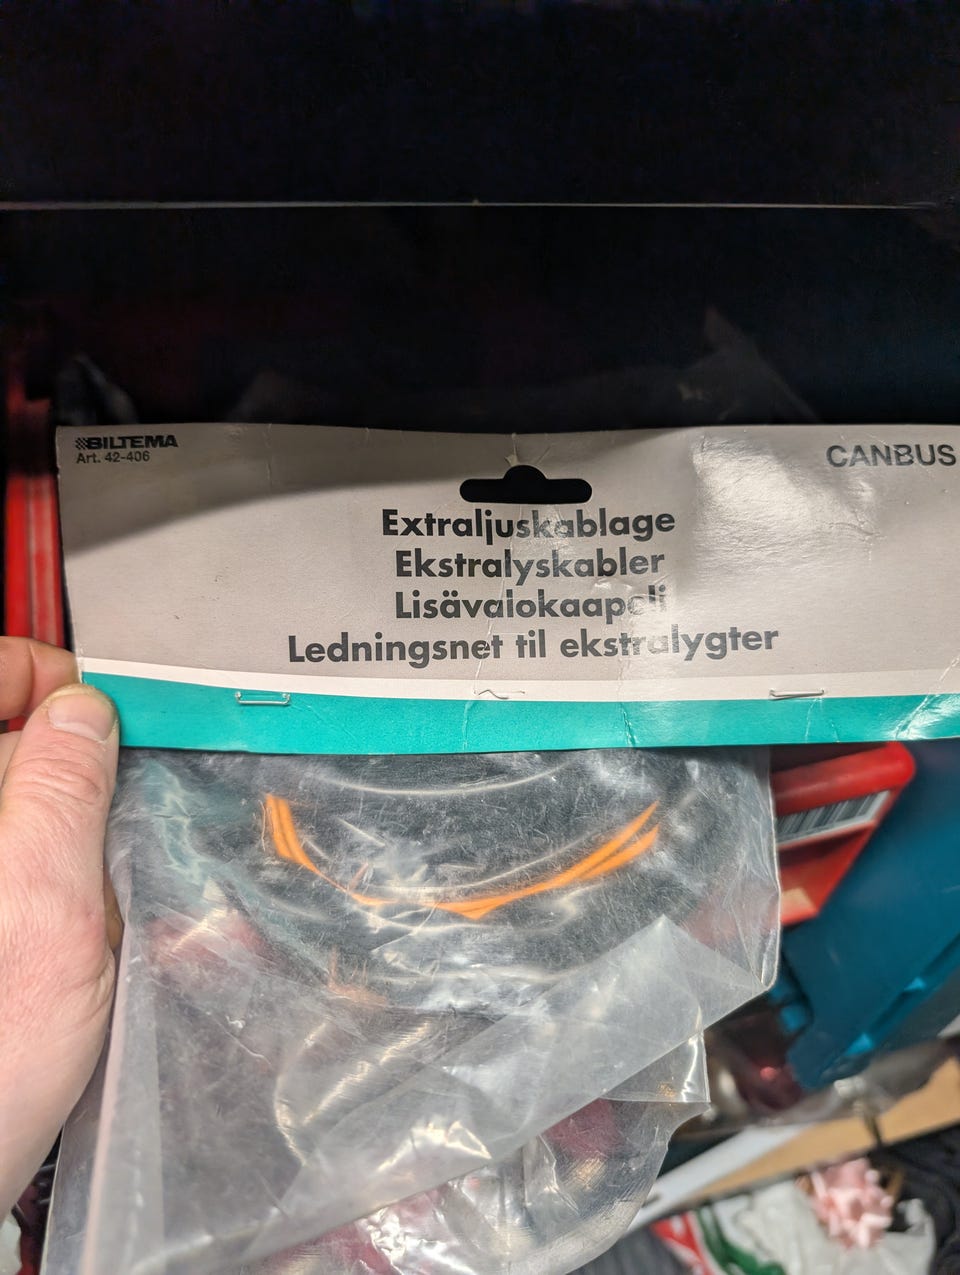 BILTEMA
Art. 42-406
CANBUS
Extraljuskablage
Ekstralyskabler
Lisävalokaapeli
Ledningsnet til ekstralygter